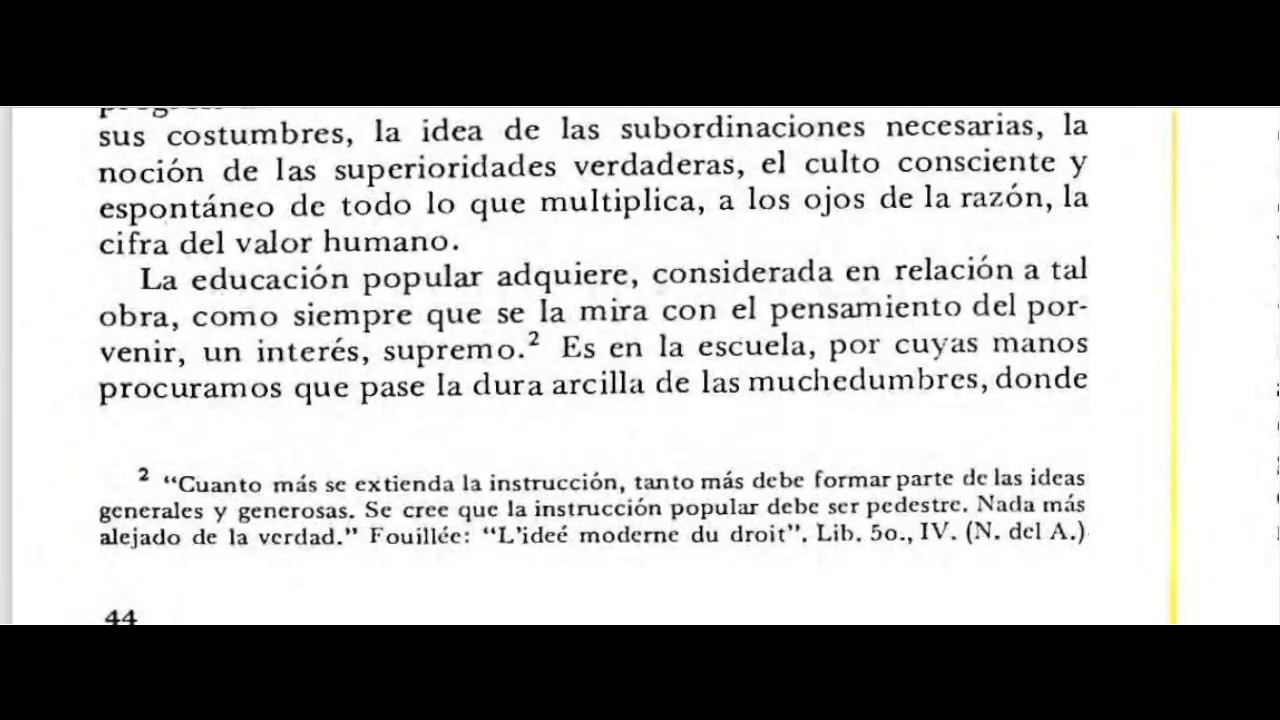 sus costumbres, la idea de las subordinaciones necesarias, la
noción de las superioridades verdaderas, el culto consciente y
espontáneo de todo lo que multiplica, a los ojos de la razón, la
cifra del valor humano.
La educación popular adquiere, considerada en relación a tal
obra, como siempre que se la mira con el pensamiento del por-
venir, un interés, supremo.² Es en la escuela, por cuyas manos
procuramos que pase la dura arcilla de las muchedumbres, donde
² “Cuanto más se extienda la instrucción, tanto más debe formar parte de las ideas
generales y generosas. Se cree que la instrucción popular debe ser pedestre. Nada más
alejado de la verdad.” Fouillée: “L'ideé moderne du droit”. Lib. 5o., IV. (N. del A.)
44